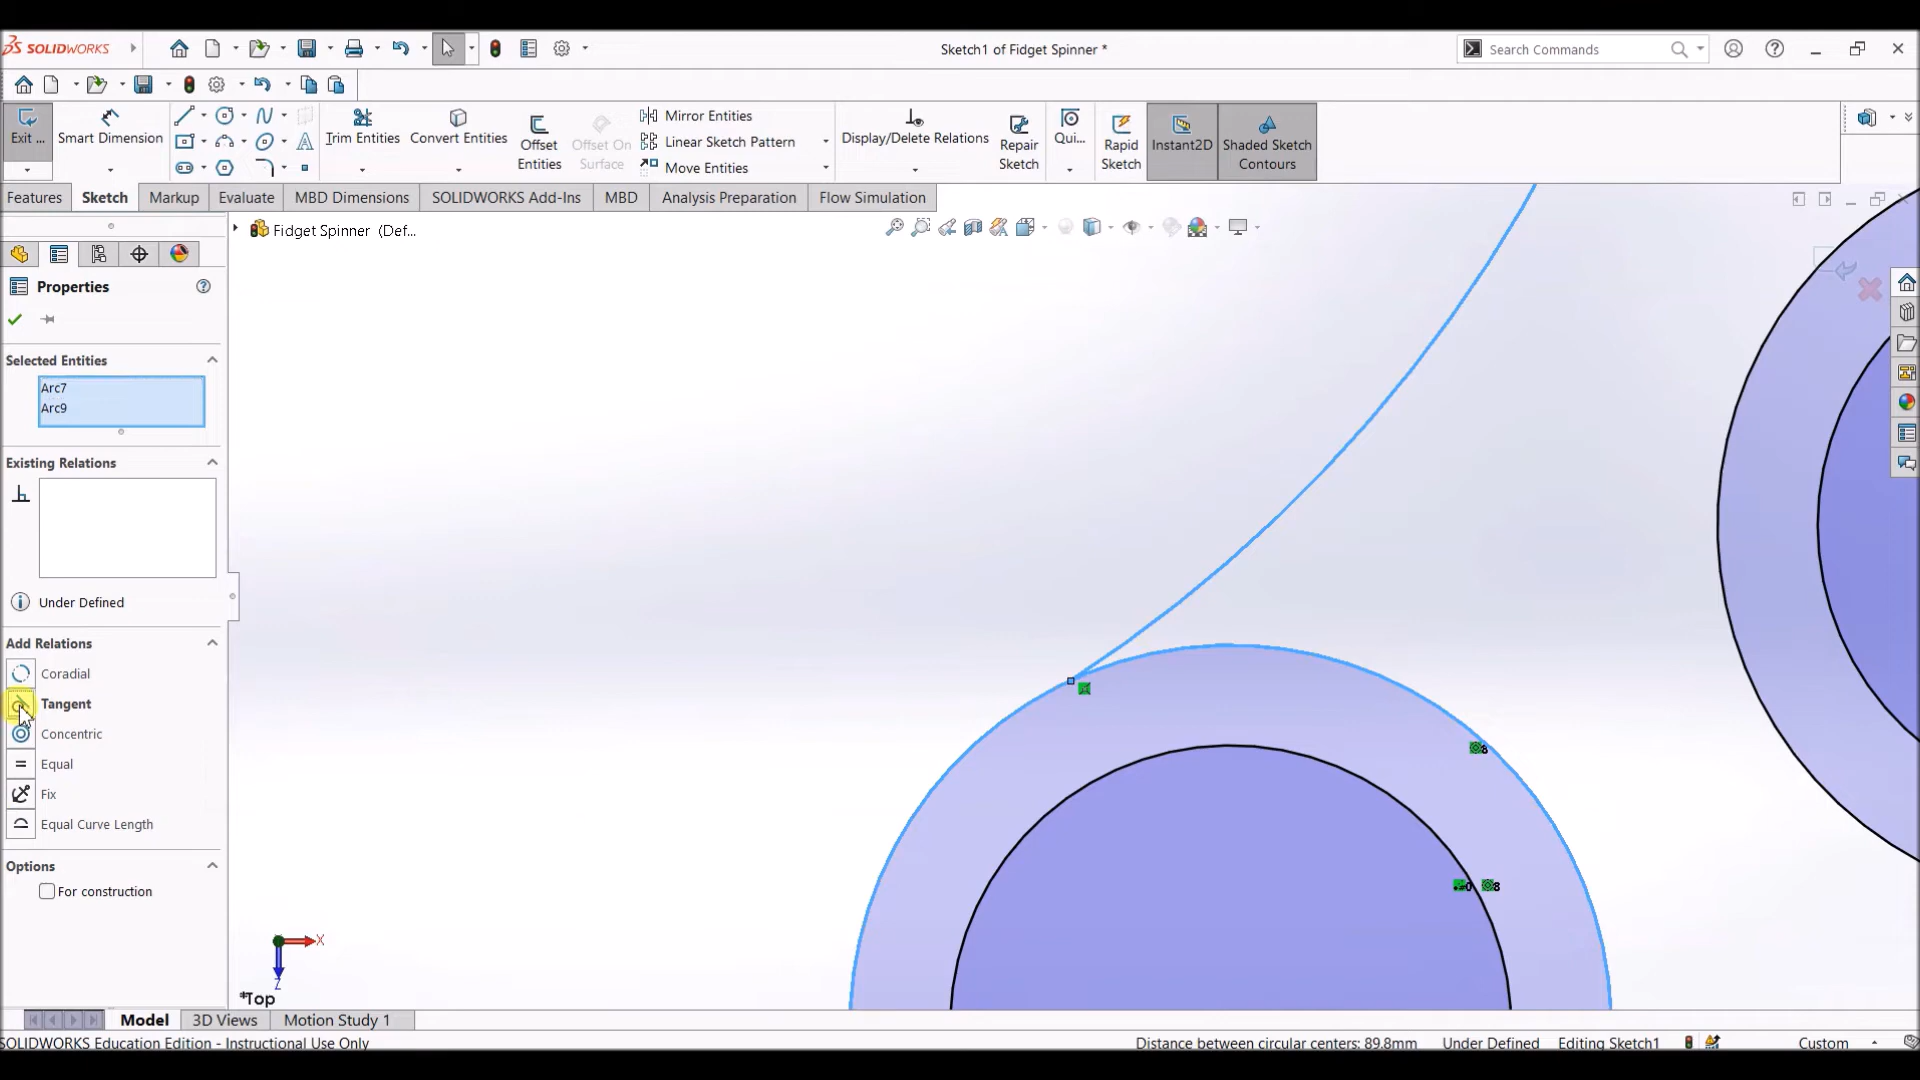 SOLIDWORKS
Sketch1 of Fidget Spinner *
Search Commands
Exit ...
Smart Dimension
Trim Entities
Convert Entities
Offset Entities
Offset On Surface
Mirror Entities
Linear Sketch Pattern
Move Entities
Display/Delete Relations
Repair Sketch
Qui...
Rapid Sketch
Instant2D
Shaded Sketch Contours
Features
Sketch
Markup
Evaluate
MBD Dimensions
SOLIDWORKS Add-Ins
MBD
Analysis Preparation
Flow Simulation
Fidget Spinner (Def...
Properties
Selected Entities
Arc7
Arc9
Existing Relations
Under Defined
Add Relations
Coradial
Tangent
Concentric
Equal
Fix
Equal Curve Length
Options
For construction
8
0
8
X
Z
*Top
Model
3D Views
Motion Study 1
SOLIDWORKS Education Edition - Instructional Use Only
Distance between circular centers: 89.8mm
Under Defined
Editing Sketch1
Custom